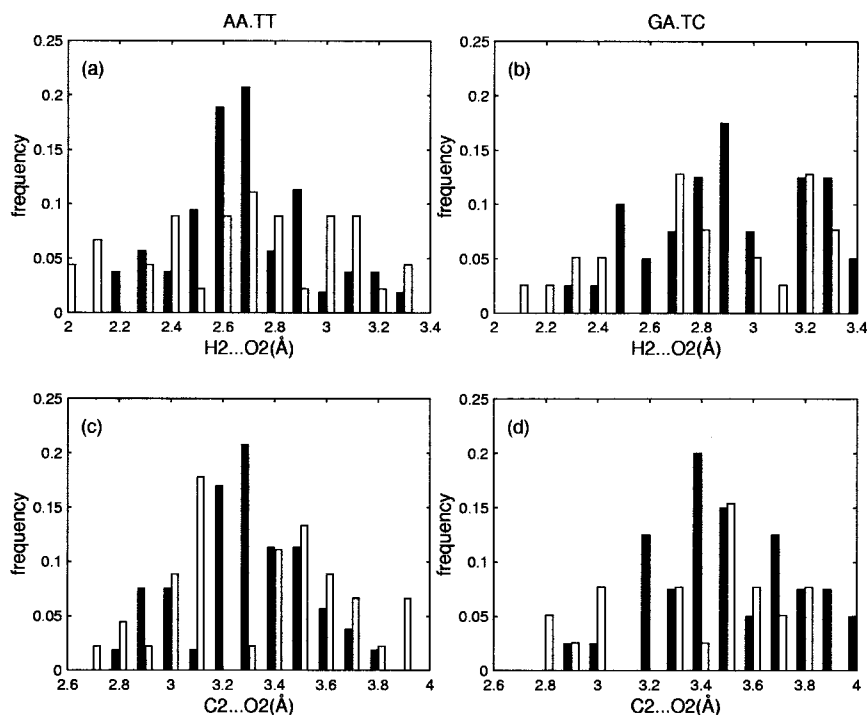 AA.TT
GA.TC
(a)
frequency
0.25
0.2
0.15
0.1
0.05
0
2 2.2 2.4 2.6 2.8 3 3.2 3.4
H2...O2(Å)
(b)
frequency
0.25
0.2
0.15
0.1
0.05
0
2 2.2 2.4 2.6 2.8 3 3.2 3.4
H2...O2(Å)
(c)
frequency
0.25
0.2
0.15
0.1
0.05
0
2.6 2.8 3 3.2 3.4 3.6 3.8 4
C2...O2(Å)
(d)
frequency
0.25
0.2
0.15
0.1
0.05
0
2.6 2.8 3 3.2 3.4 3.6 3.8 4
C2...O2(Å)